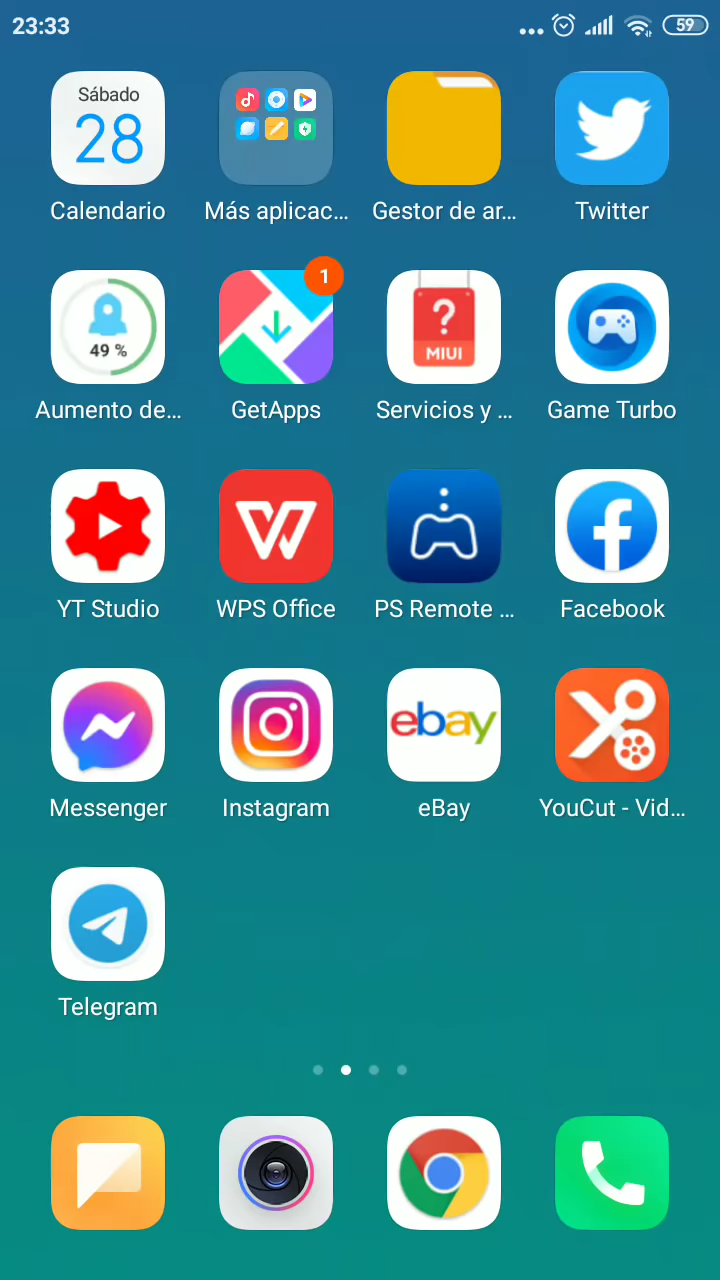 23:33
59
Sábado
28
Calendario
Más aplicac...
Gestor de ar...
Twitter
49 %
Aumento de...
1
GetApps
?
MIUI
Servicios y ...
Game Turbo
YT Studio
WPS Office
PS Remote ...
Facebook
Messenger
Instagram
ebay
eBay
YouCut - Vid...
Telegram